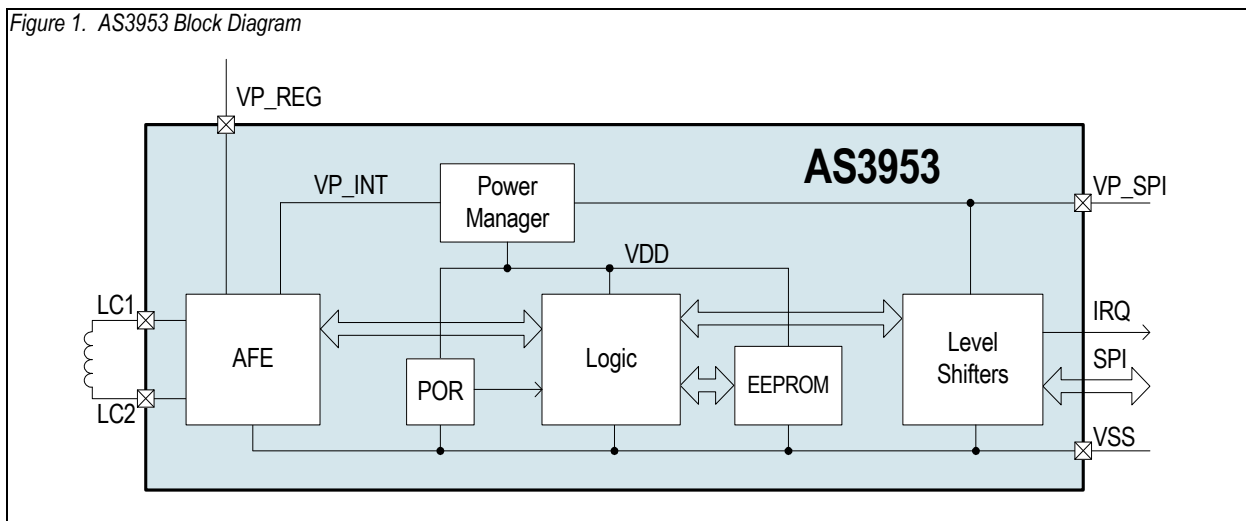 Figure 1. AS3953 Block Diagram
VP_REG
AS3953
VP_INT
Power
Manager
VP_SPI
VDD
LC1
AFE
LC2
POR
Logic
EEPROM
Level
Shifters
IRQ
SPI
VSS